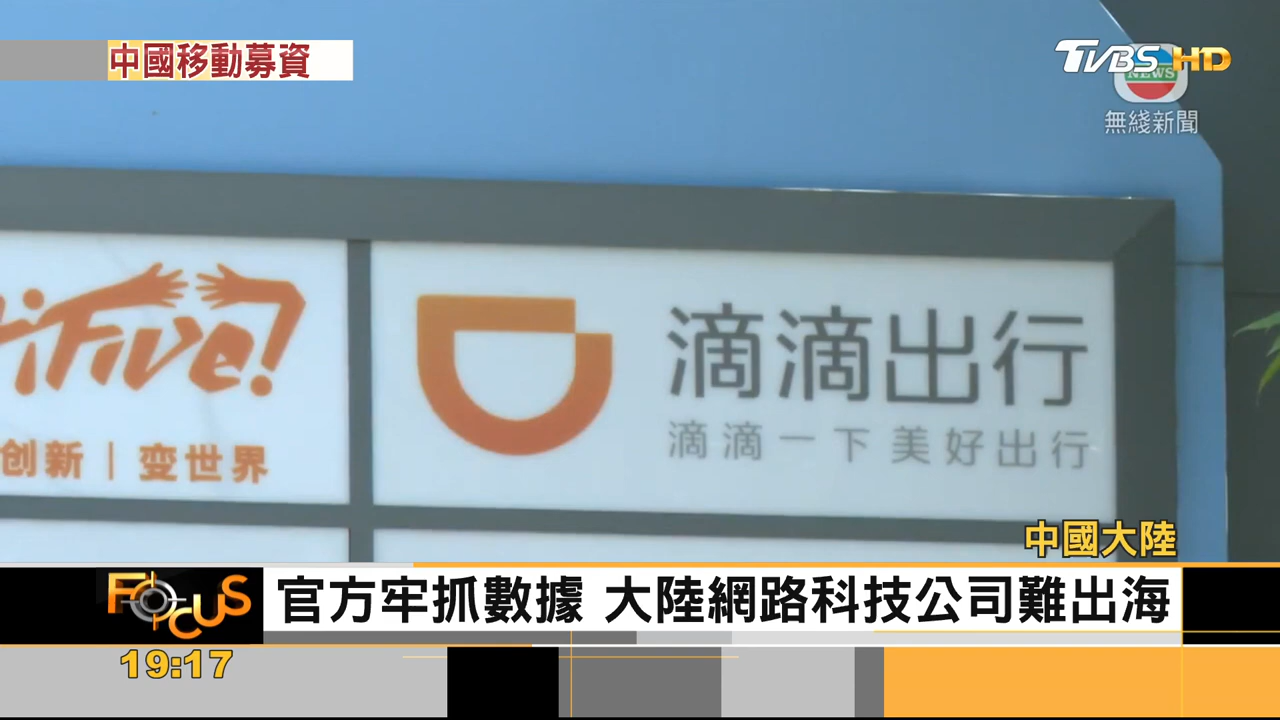 中國移動募資
TVBS HD
NEWS
無綫新聞
iFive!
创新 | 变世界
滴滴出行
滴滴一下 美好出行
中國大陸
FOCUS
官方牢抓數據 大陸網路科技公司難出海
19:17